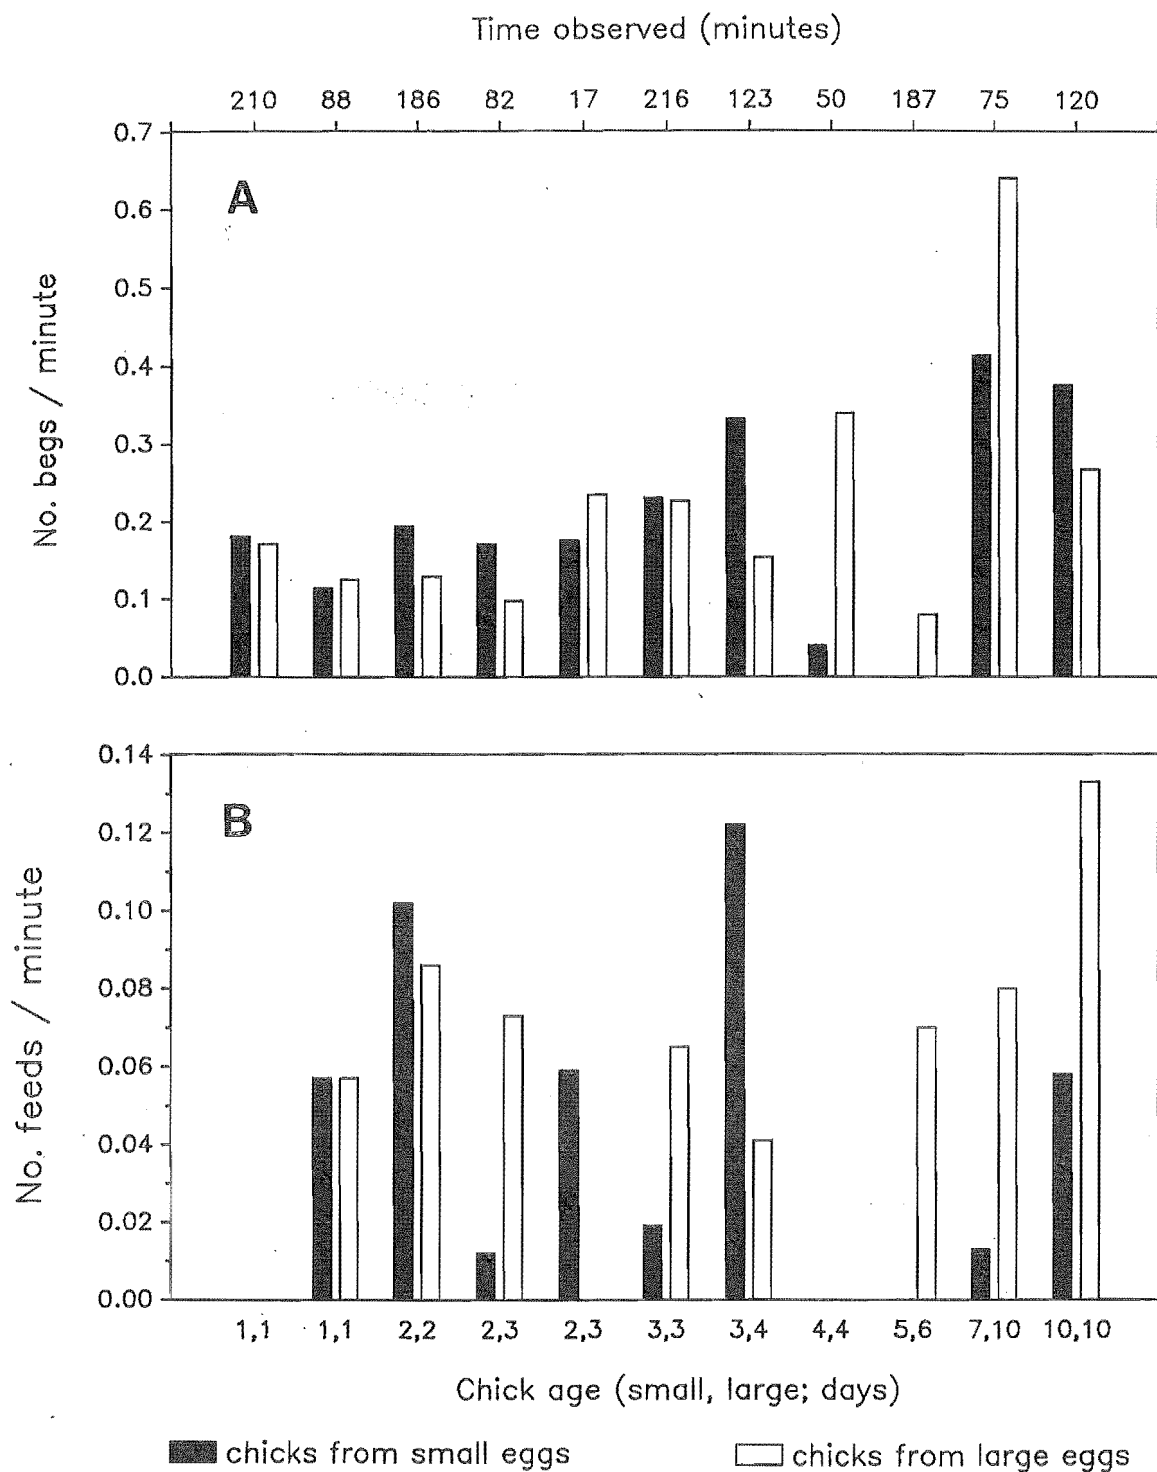 Time observed (minutes)
210 88 186 82 17 216 123 50 187 75 120
0.7
A
0.6
0.5
0.4
0.3
0.2
0.1
0.0
No. begs / minute
0.14
B
0.12
0.10
0.08
0.06
0.04
0.02
0.00
No. feeds / minute
1,1 1,1 2,2 2,3 2,3 3,3 3,4 4,4 5,6 7,10 10,10
Chick age (small, large; days)
chicks from small eggs chicks from large eggs